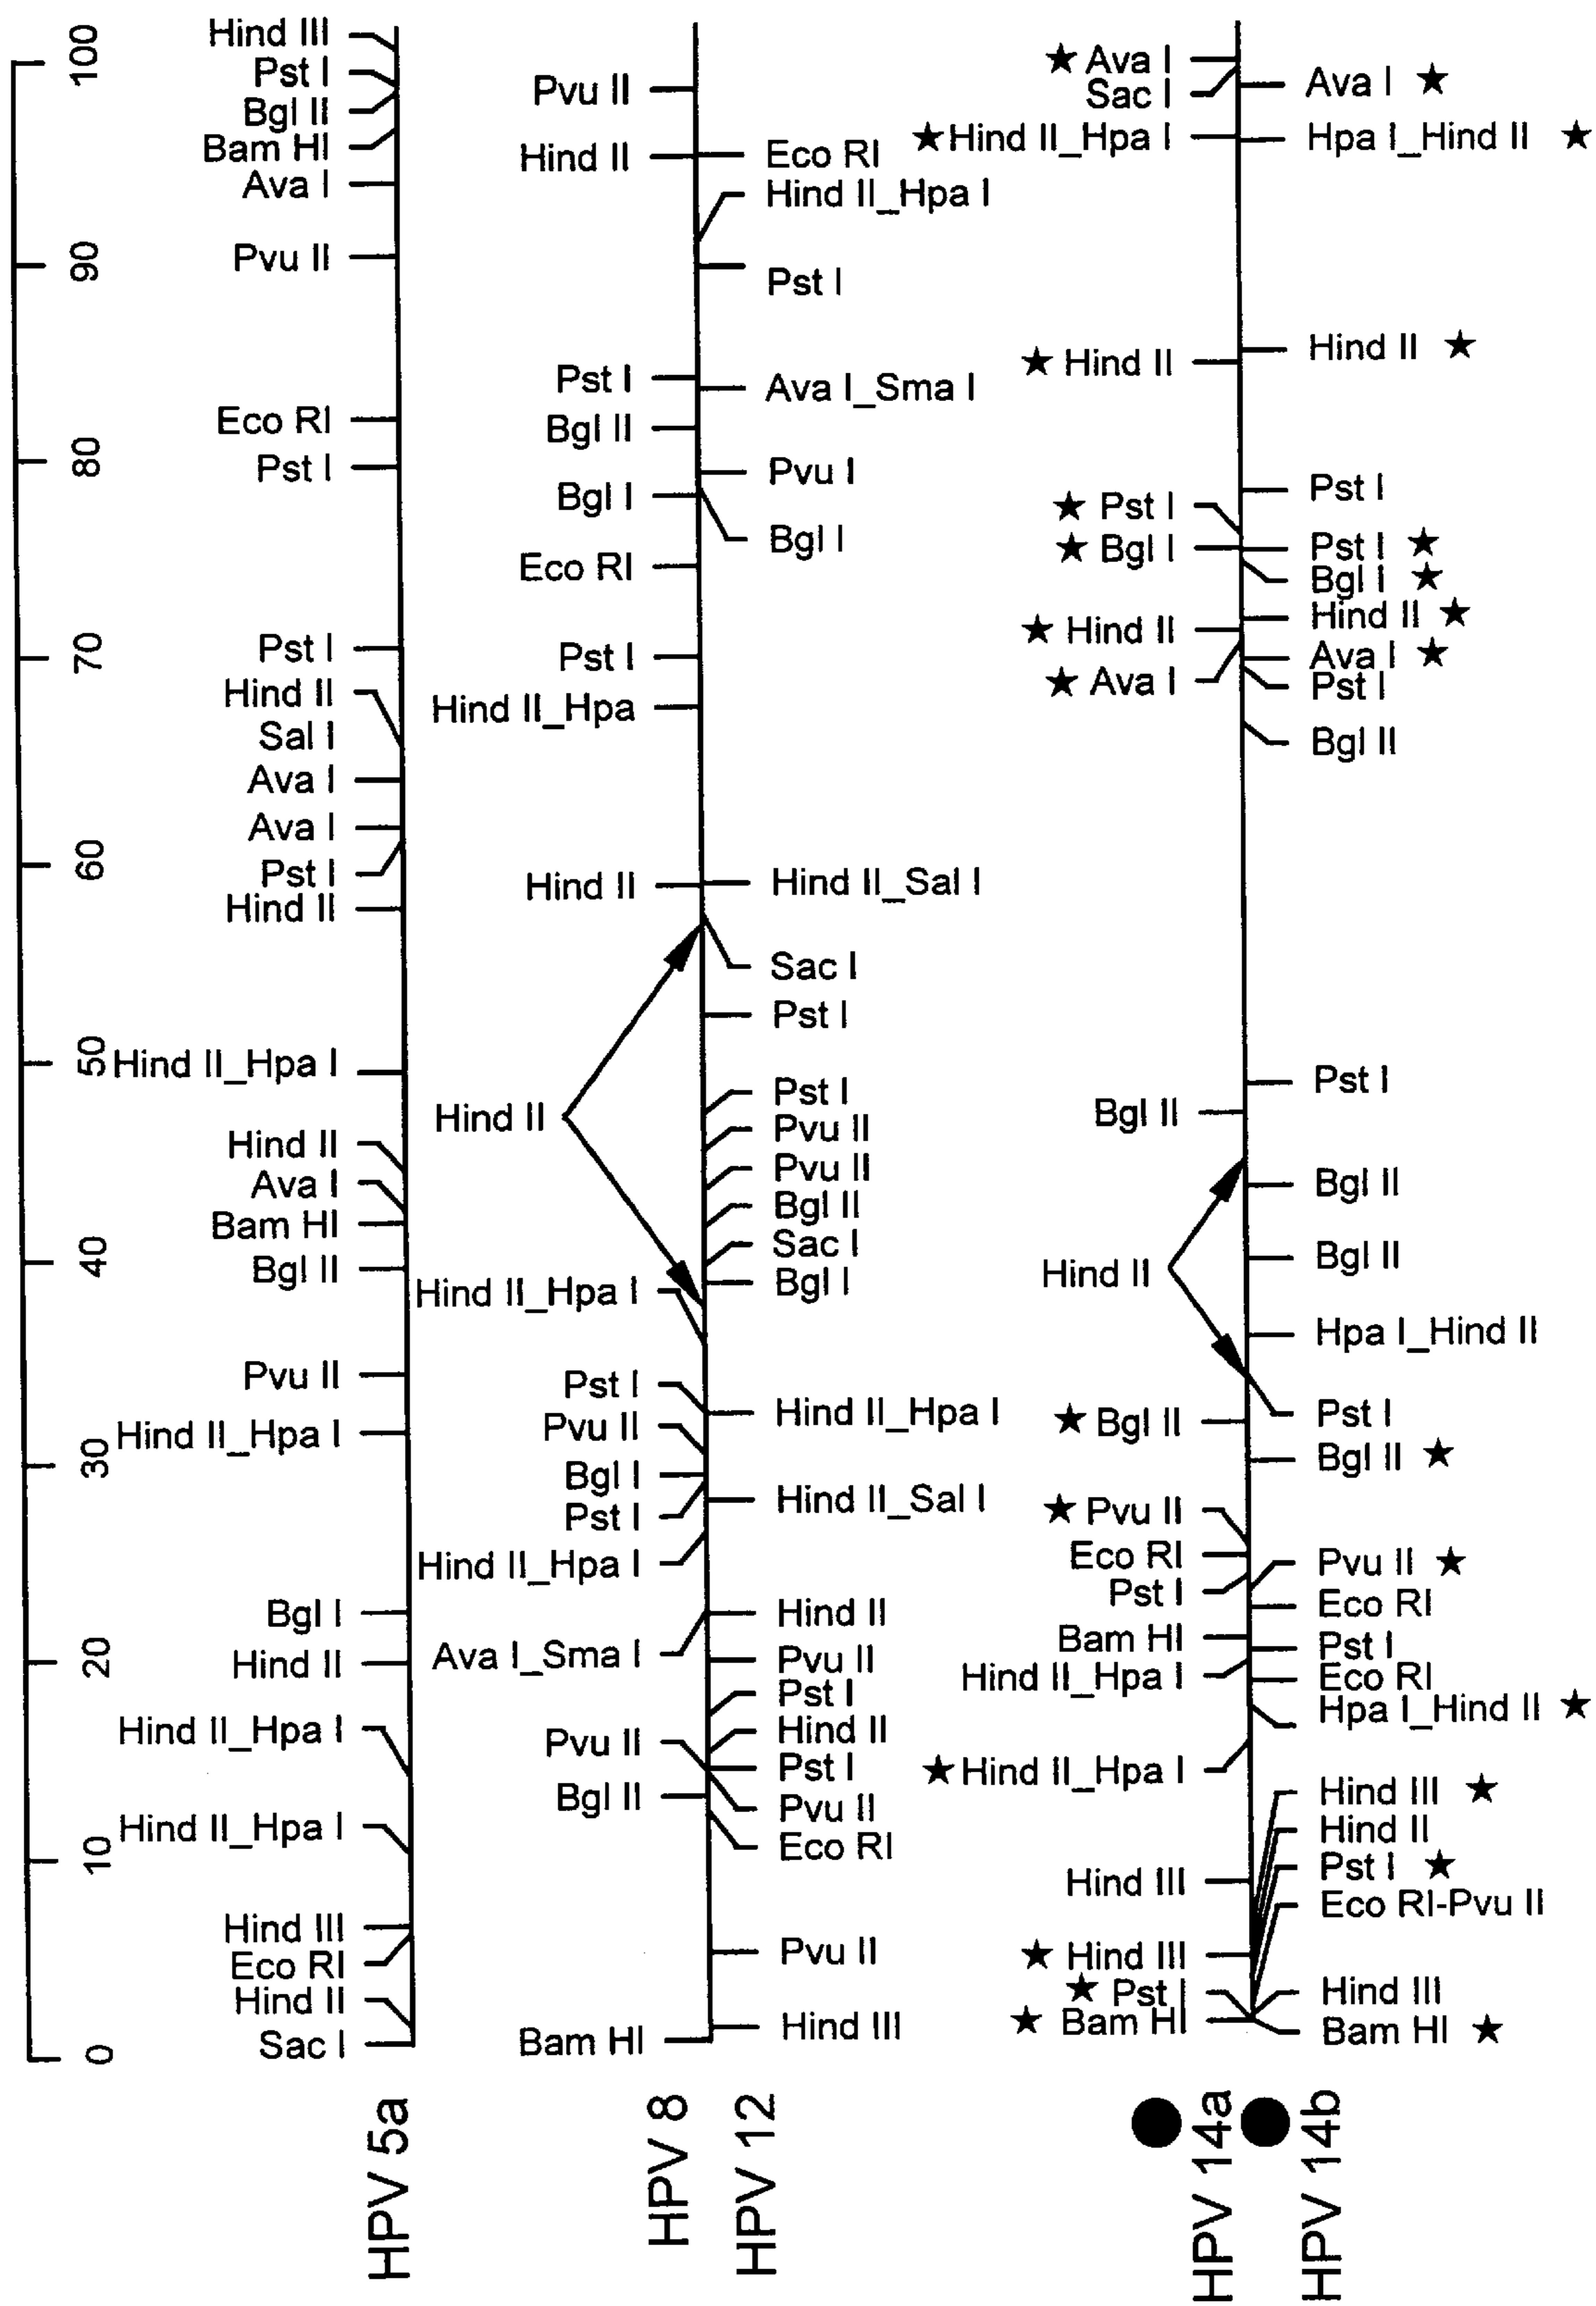 100
90
80
70
60
50
40
30
20
10
0
Hind III
Pst I
Bgl II
Bam HI
Ava I
Pvu II
Eco RI
Pst I
Pst I
Hind II
Sal I
Ava I
Ava I
Pst I
Hind II
Hind II_Hpa I
Hind II
Ava I
Bam HI
Bgl II
Pvu II
Hind II_Hpa I
Bgl I
Hind II
Hind II_Hpa I
Hind II_Hpa I
Hind III
Eco RI
Hind II
Sac I
HPV 5a
Pvu II
Hind II
Pst I
Bgl II
Bgl I
Eco RI
Pst I
Hind II_Hpa
Hind II
Hind II
Hind II_Hpa I
Pst I
Pvu II
Bgl I
Pst I
Hind II_Hpa I
Ava I_Sma I
Pvu II
Bgl II
Bam HI
HPV 8
Eco RI
Hind II_Hpa I
Pst I
Ava I_Sma I
Pvu I
Bgl I
Hind II_Sal I
Sac I
Pst I
Pst I
Pvu II
Pvu II
Bgl II
Sac I
Bgl I
Hind II_Hpa I
Hind II_Sal I
Hind II
Pvu II
Pst I
Hind II
Pst I
Pvu II
Eco RI
Pvu II
Hind III
HPV 12
★ Ava I
Sac I
★ Hind II_Hpa I
★ Hind II
★ Pst I
★ Bgl I
★ Hind II
★ Ava I
Bgl II
Hind II
★ Bgl II
★ Pvu II
Eco RI
Pst I
Bam HI
Hind II_Hpa I
★ Hind II_Hpa I
Hind III
★ Hind III
★ Pst I
★ Bam HI
● HPV 14a
Ava I ★
Hpa I_Hind II ★
Hind II ★
Pst I
Pst I ★
Bgl I ★
Hind II ★
Ava I ★
Pst I
Bgl II
Pst I
Bgl II
Bgl II
Hpa I_Hind II
Pst I
Bgl II ★
Pvu II ★
Eco RI
Pst I
Eco RI
Hpa I_Hind II ★
Hind III ★
Hind II
Pst I ★
Eco RI-Pvu II
Hind III
Bam HI ★
● HPV 14b